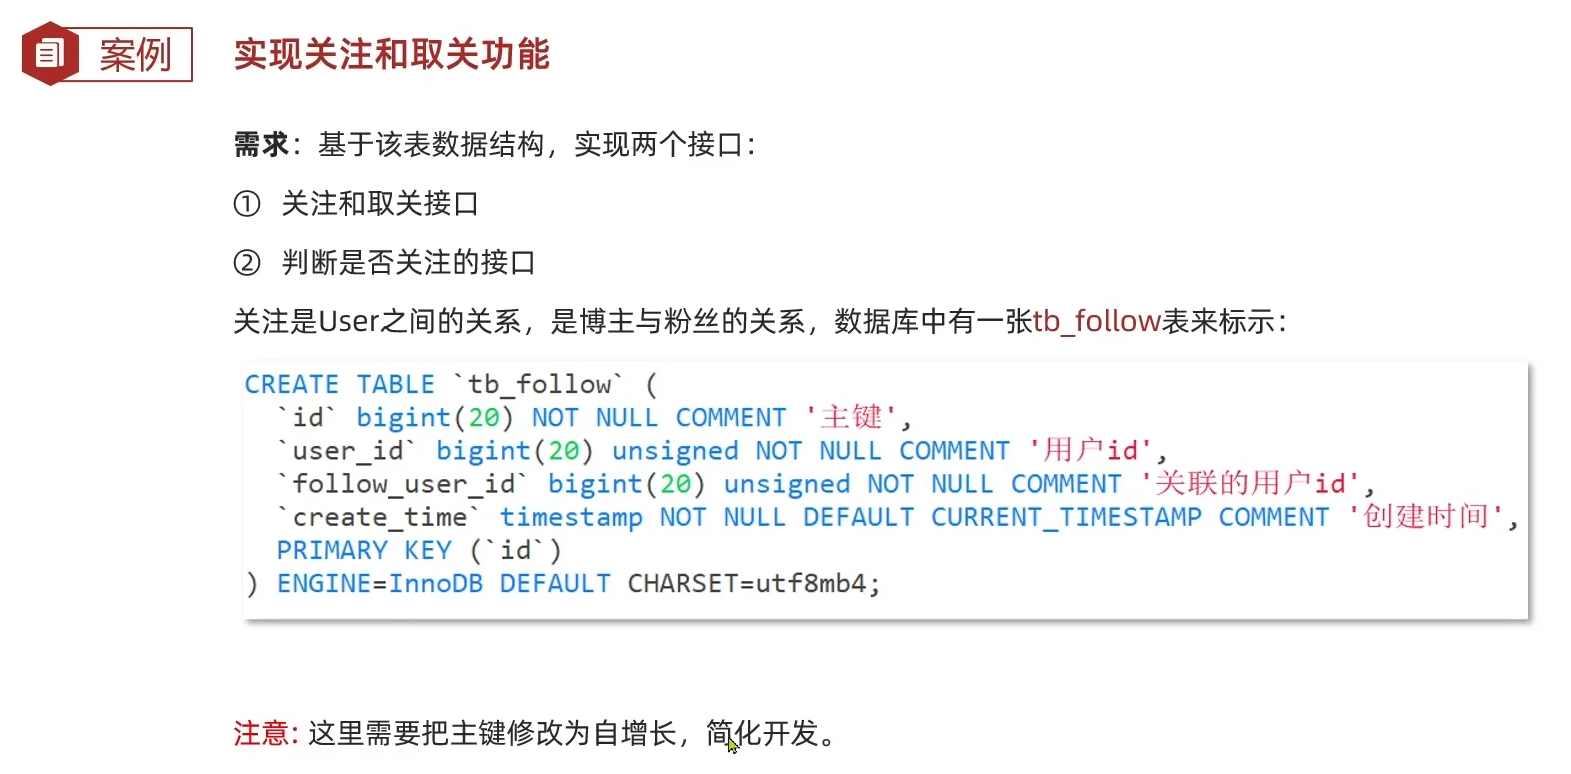 案例
实现关注和取关功能
需求：基于该表数据结构，实现两个接口：
① 关注和取关接口
② 判断是否关注的接口
关注是User之间的关系，是博主与粉丝的关系，数据库中有一张tb_follow表来标示：
CREATE TABLE `tb_follow` (
`id` bigint(20) NOT NULL COMMENT '主键',
`user_id` bigint(20) unsigned NOT NULL COMMENT '用户id',
`follow_user_id` bigint(20) unsigned NOT NULL COMMENT '关联的用户id',
`create_time` timestamp NOT NULL DEFAULT CURRENT_TIMESTAMP COMMENT '创建时间',
PRIMARY KEY (`id`)
) ENGINE=InnoDB DEFAULT CHARSET=utf8mb4;
注意: 这里需要把主键修改为自增长，简化开发。